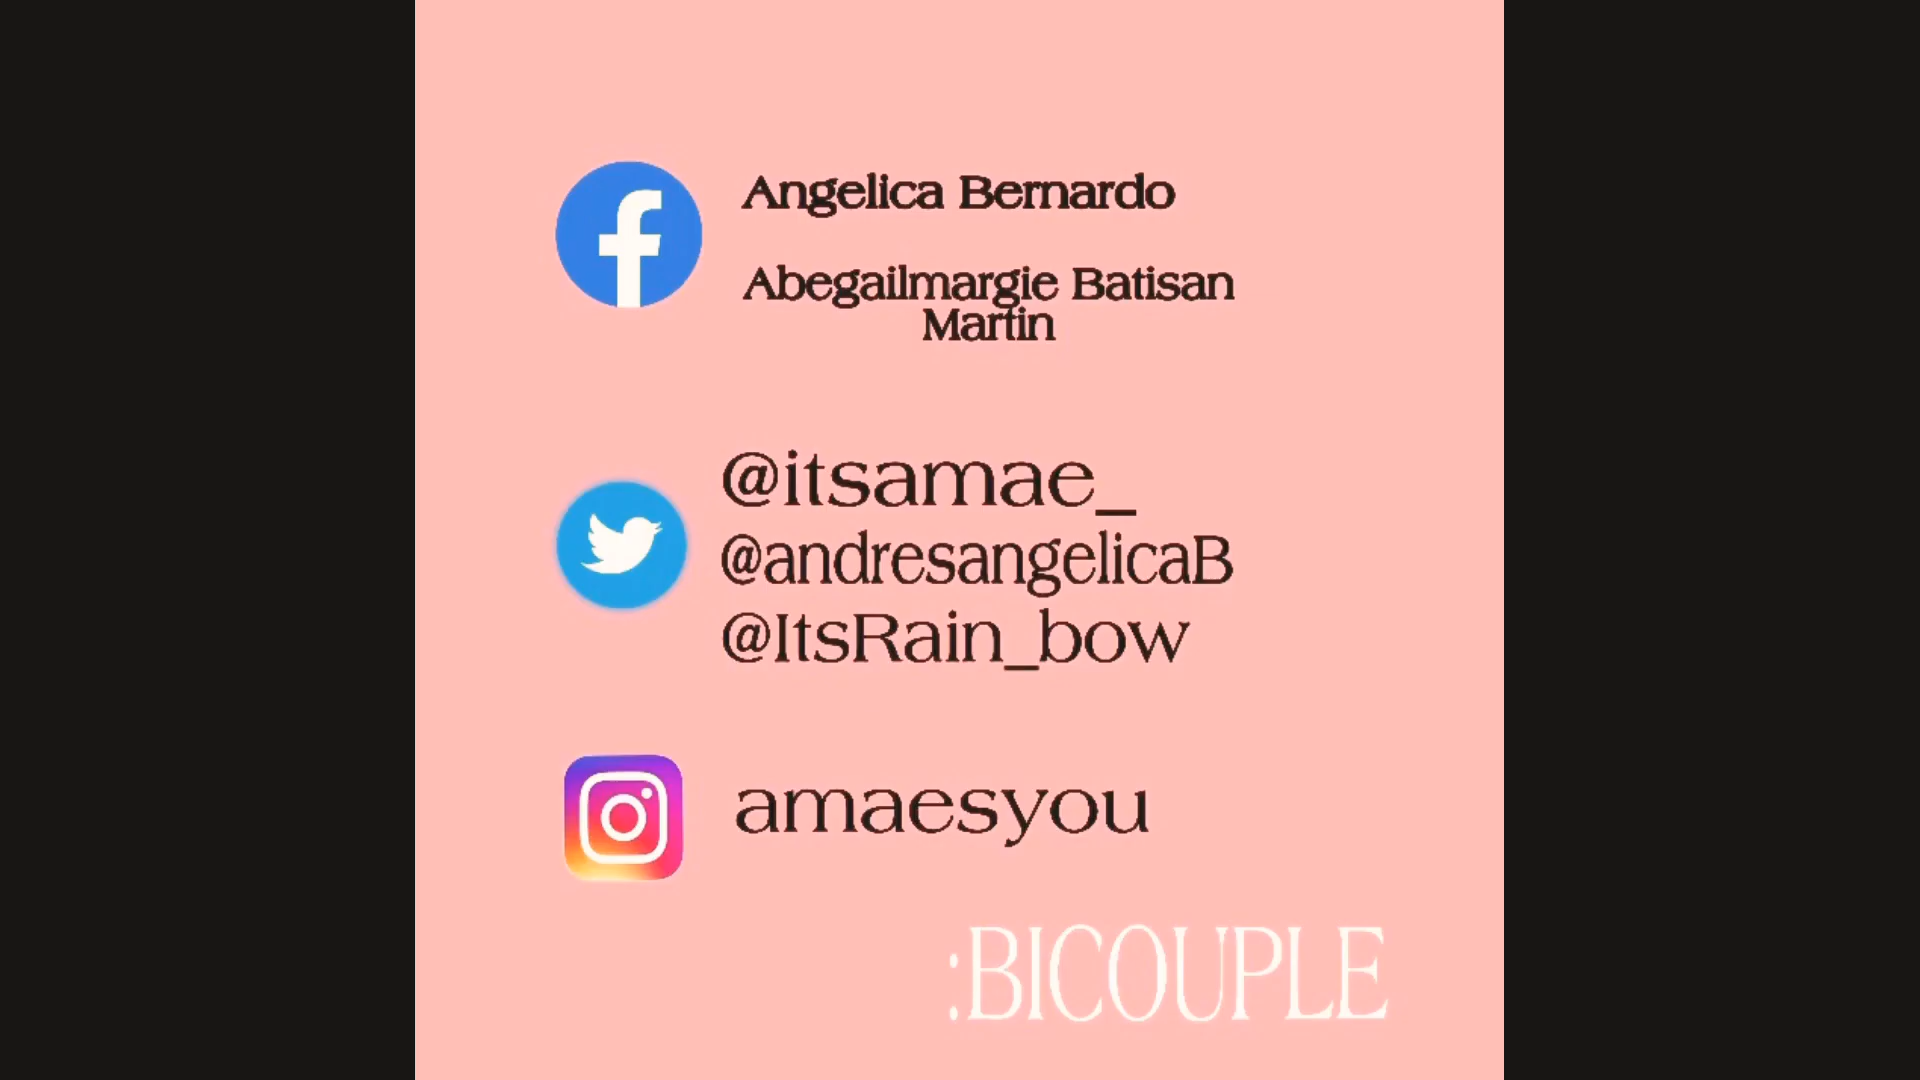 Angelica Bernardo
Abegailmargie Batisan
Martin
@itsamae_
@andresangelicaB
@ItsRain_bow
amaesyou
:BICOUPLE